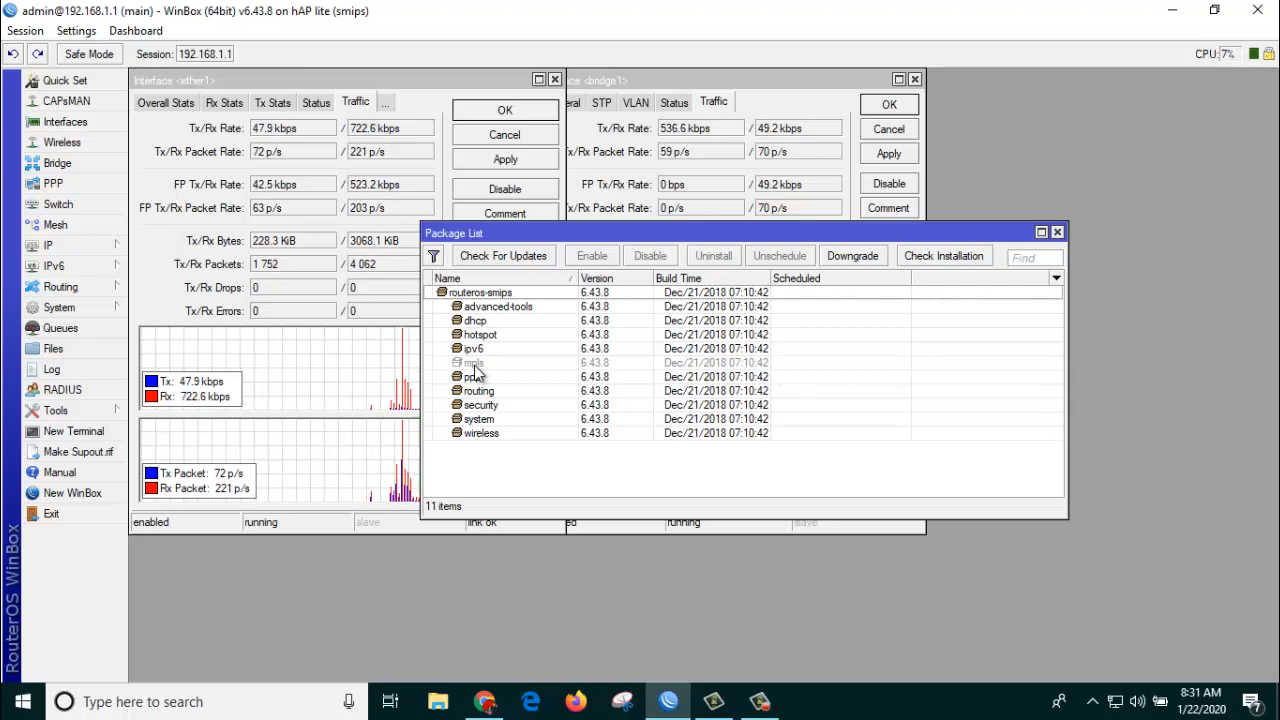 admin@192.168.1.1 (main) - WinBox (64bit) v6.43.8 on hAP lite (smips)
Session Settings Dashboard
Safe Mode Session: 192.168.1.1 CPU: 7%
Quick Set
CAPsMAN
Interfaces
Wireless
Bridge
PPP
Switch
Mesh
IP
IPv6
Routing
System
Queues
Files
Log
RADIUS
Tools
New Terminal
Make Supout.rif
Manual
New WinBox
Exit
RouterOS WinBox
Interface <ether1>
Overall Stats Rx Stats Tx Stats Status Traffic ...
Tx/Rx Rate: 47.9 kbps / 722.6 kbps
Tx/Rx Packet Rate: 72 p/s / 221 p/s
FP Tx/Rx Rate: 42.5 kbps / 523.2 kbps
FP Tx/Rx Packet Rate: 63 p/s / 203 p/s
Tx/Rx Bytes: 228.3 KiB / 3068.1 KiB
Tx/Rx Packets: 1 752 / 4 062
Tx/Rx Drops: 0 / 0
Tx/Rx Errors: 0 / 0
OK
Cancel
Apply
Disable
Comment
Tx: 47.9 kbps
Rx: 722.6 kbps
Tx Packet: 72 p/s
Rx Packet: 221 p/s
enabled running slave link ok
ce <bridge1>
eral STP VLAN Status Traffic
Tx/Rx Rate: 536.6 kbps / 49.2 kbps
Tx/Rx Packet Rate: 59 p/s / 70 p/s
FP Tx/Rx Rate: 0 bps / 49.2 kbps
FP Tx/Rx Packet Rate: 0 p/s / 70 p/s
OK
Cancel
Apply
Disable
Comment
ed running slave
Package List
Check For Updates Enable Disable Uninstall Unschedule Downgrade Check Installation Find
Name Version Build Time Scheduled
routeros-smips 6.43.8 Dec/21/2018 07:10:42
advanced-tools 6.43.8 Dec/21/2018 07:10:42
dhcp 6.43.8 Dec/21/2018 07:10:42
hotspot 6.43.8 Dec/21/2018 07:10:42
ipv6 6.43.8 Dec/21/2018 07:10:42
mpls 6.43.8 Dec/21/2018 07:10:42
ppp 6.43.8 Dec/21/2018 07:10:42
routing 6.43.8 Dec/21/2018 07:10:42
security 6.43.8 Dec/21/2018 07:10:42
system 6.43.8 Dec/21/2018 07:10:42
wireless 6.43.8 Dec/21/2018 07:10:42
11 items
Type here to search
8:31 AM
1/22/2020
7